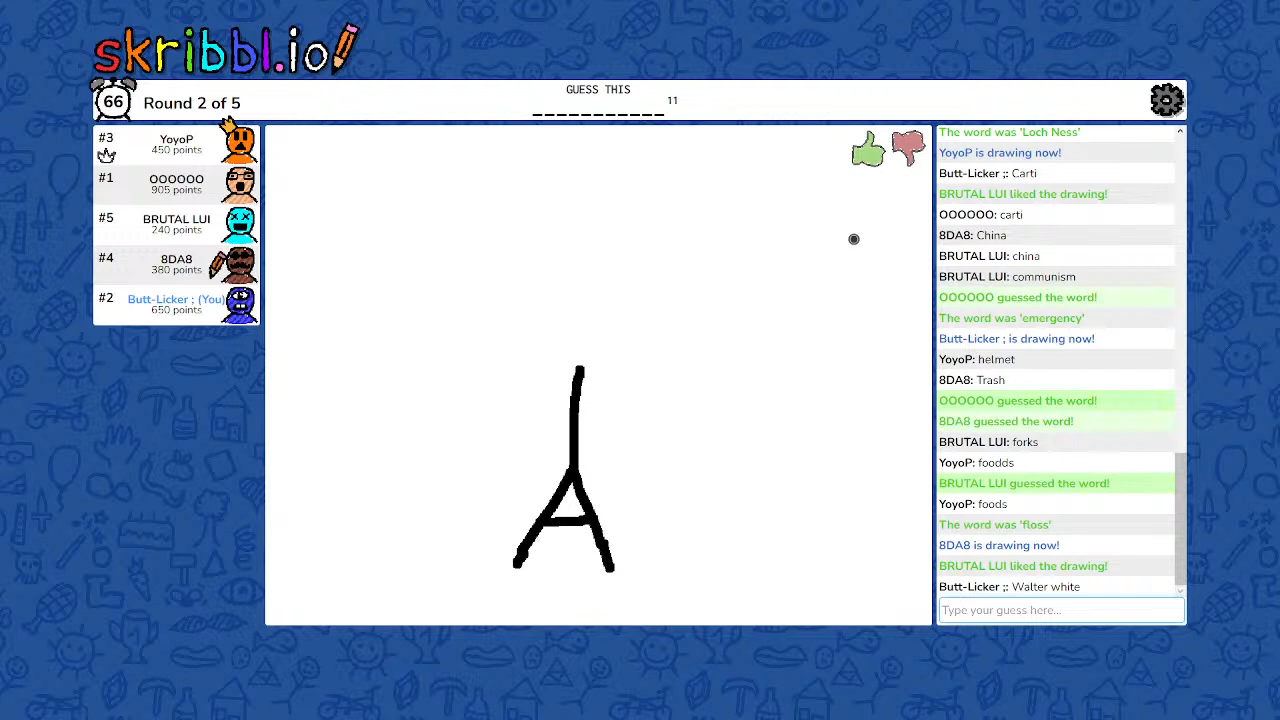 skribbl.io
66
Round 2 of 5
GUESS THIS
___________ 11
#3 YoyoP
450 points
#1 OOOOOO
905 points
#5 BRUTAL LUI
240 points
#4 8DA8
380 points
#2 Butt-Licker ; (You)
650 points
The word was 'Loch Ness'
YoyoP is drawing now!
Butt-Licker ;: Carti
BRUTAL LUI liked the drawing!
OOOOOO: carti
8DA8: China
BRUTAL LUI: china
BRUTAL LUI: communism
OOOOOO guessed the word!
The word was 'emergency'
Butt-Licker ; is drawing now!
YoyoP: helmet
8DA8: Trash
OOOOOO guessed the word!
8DA8 guessed the word!
BRUTAL LUI: forks
YoyoP: foodds
BRUTAL LUI guessed the word!
YoyoP: foods
The word was 'floss'
8DA8 is drawing now!
BRUTAL LUI liked the drawing!
Butt-Licker ;: Walter white
Type your guess here...